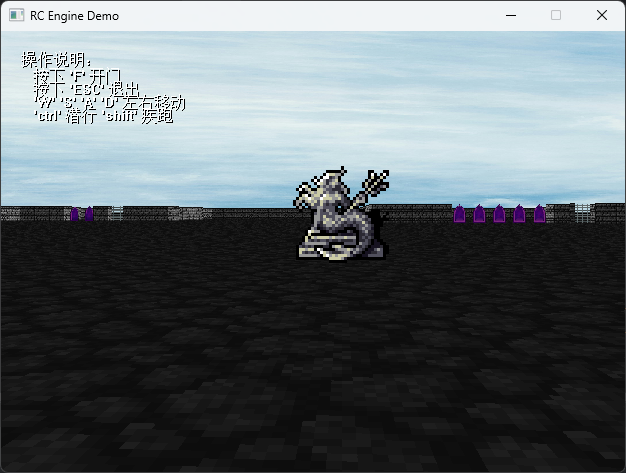 RC Engine Demo
操作说明：
按下 'F' 开门
按下 'ESC' 退出
'W' 'S' 'A' 'D' 左右移动
'ctrl' 潜行 'shift' 疾跑